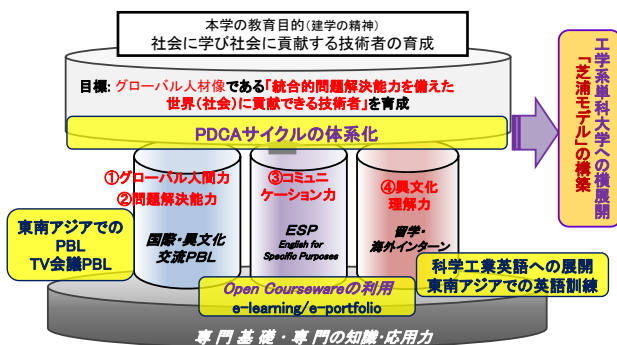 本学の教育目的(建学の精神)
社会に学び社会に貢献する技術者の育成
目標: グローバル人材像である「統合的問題解決能力を備えた
世界(社会)に貢献できる技術者」を育成
PDCAサイクルの体系化
工学系単科大学への横展開
「芝浦モデル」の構築
①グローバル人間力
②問題解決能力
国際・異文化
交流PBL
③コミュニ
ケーション力
ESP
English for
Specific Purposes
④異文化
理解力
留学・
海外インターン
東南アジアでの
PBL
TV会議PBL
科学工業英語への展開
東南アジアでの英語訓練
Open Coursewareの利用
e-learning/e-portfolio
専門基礎・専門の知識・応用力